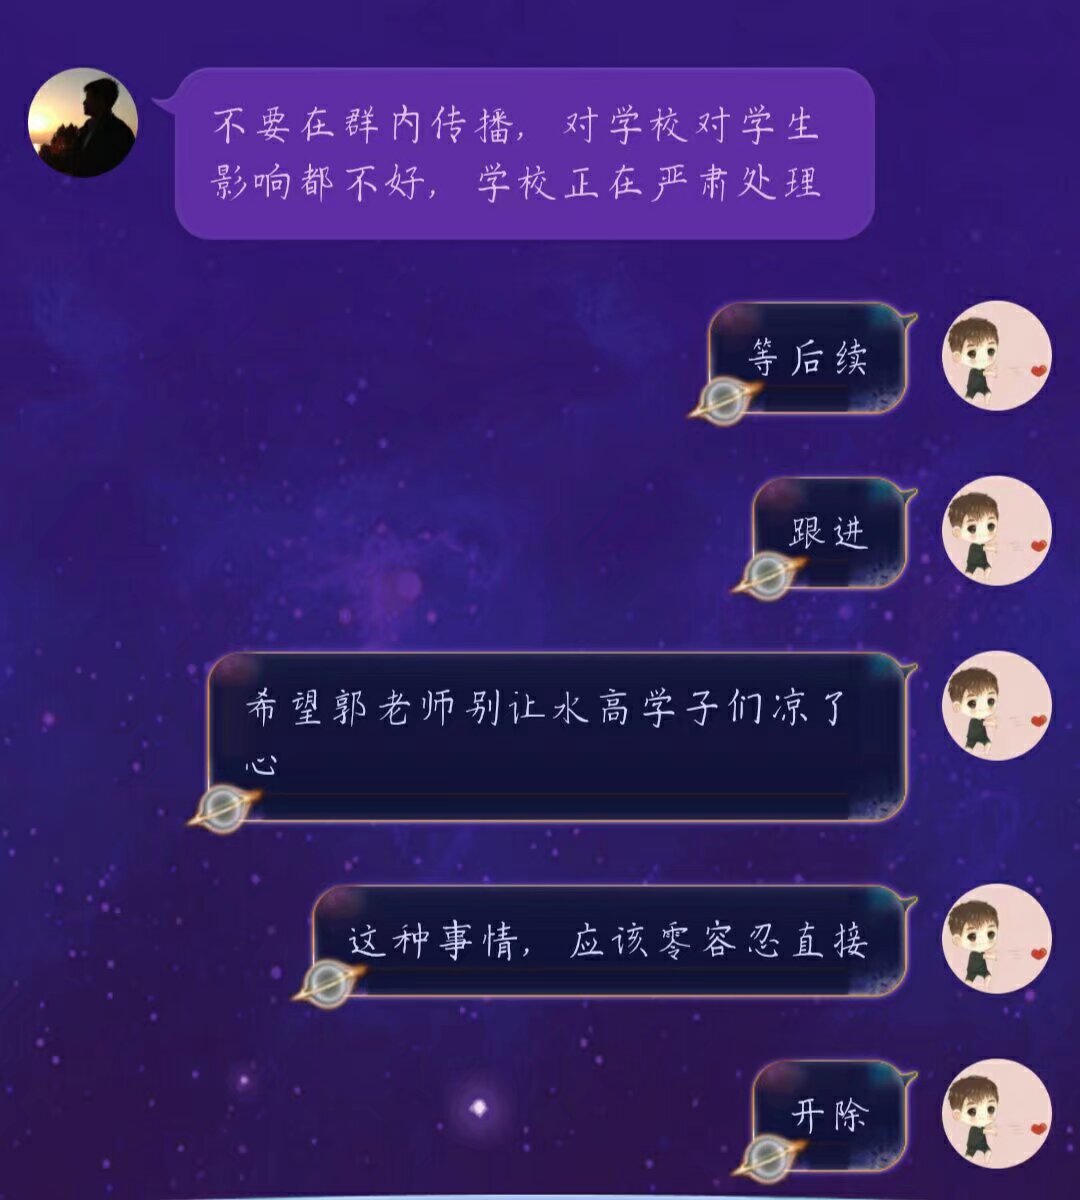 不要在群内传播，对学校对学生
影响都不好，学校正在严肃处理
等后续
跟进
希望郭老师别让水高学子们凉了
心
这种事情，应该零容忍直接
开除